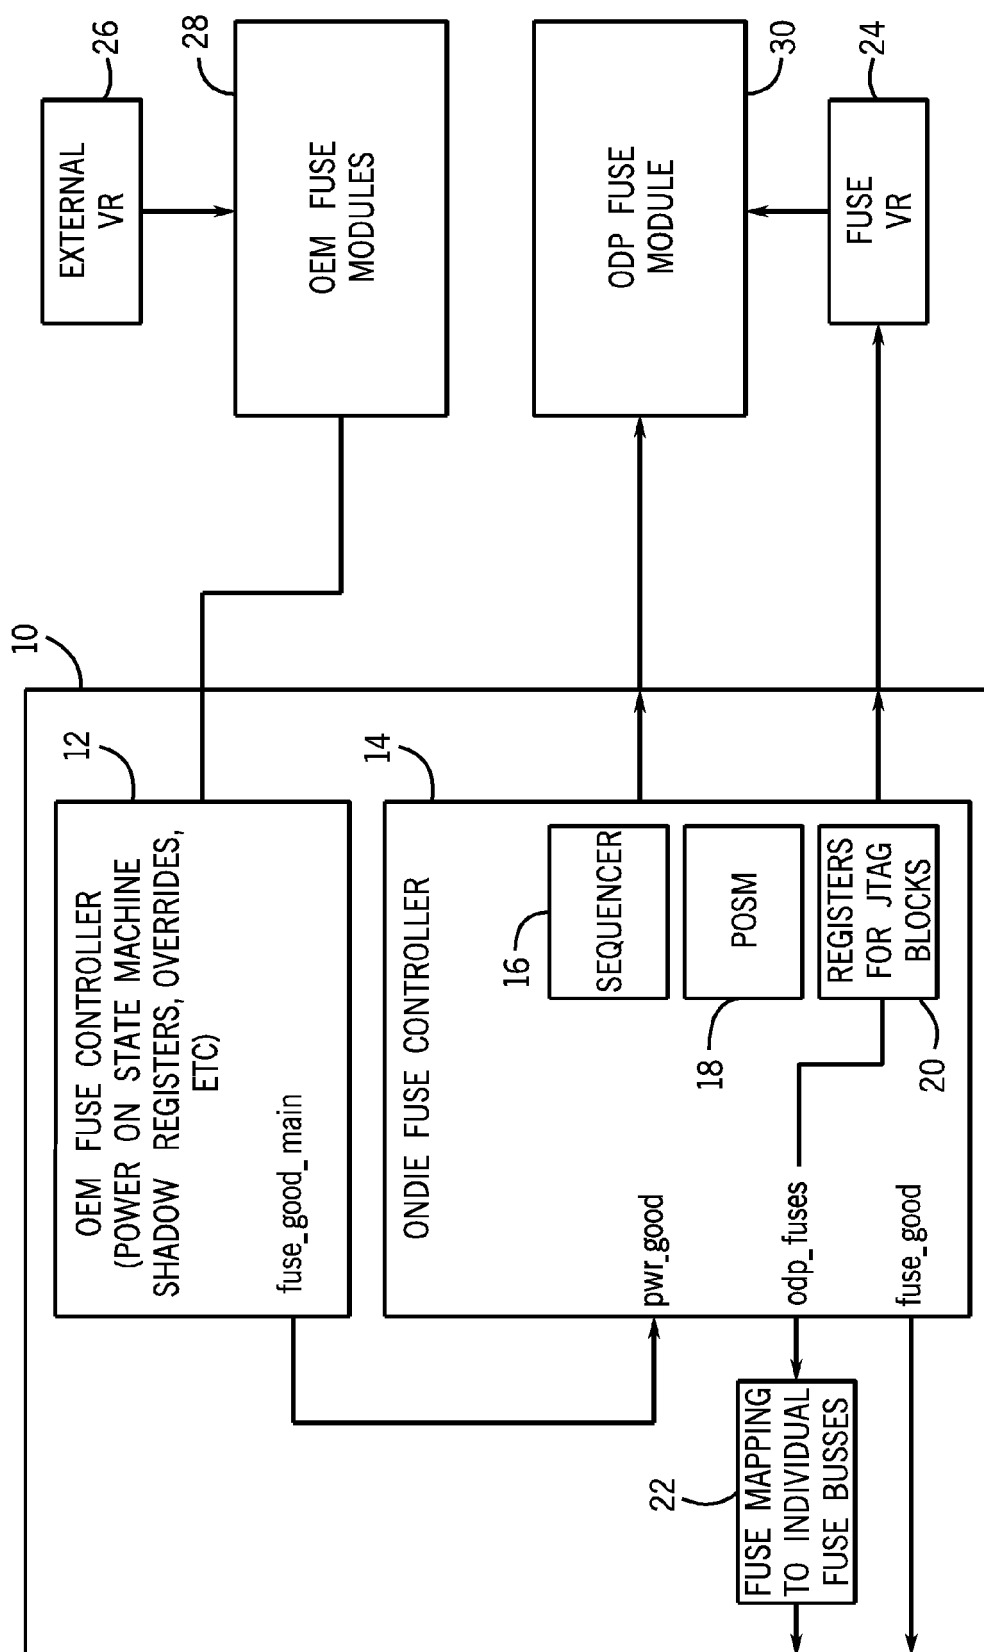 10
12
OEM FUSE CONTROLLER
(POWER ON STATE MACHINE
SHADOW REGISTERS, OVERRIDES,
ETC)
fuse_good_main
14
ONDIE FUSE CONTROLLER
pwr_good
odp_fuses
fuse_good
16
SEQUENCER
18
POSM
20
REGISTERS
FOR JTAG
BLOCKS
22
FUSE MAPPING
TO INDIVIDUAL
FUSE BUSSES
26
EXTERNAL
VR
28
OEM FUSE
MODULES
30
ODP FUSE
MODULE
24
FUSE
VR